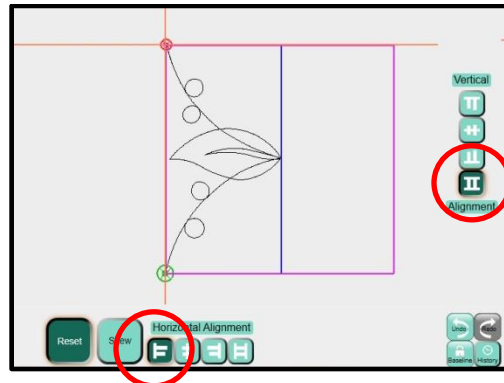 Vertical
Alignment
Horizontal Alignment
Reset
Skew
Undo
Redo
Baseline
History